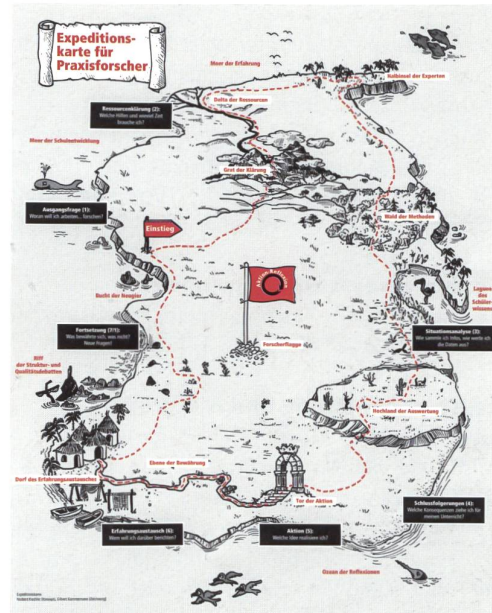 Expeditions-
karte für
Praxisforscher
Meer der Erfahrung
Halbinsel der Experten
Delta der Ressourcen
Ressourcenklärung (2):
Welche Hilfen und wieviel Zeit
brauche ich?
Meer der Schulentwicklung
Grat der Klärung
Ausgangsfrage (1):
Woran will ich arbeiten... forschen?
Wald der Methoden
Einstieg
Aktion Reflexion
Bucht der Neugier
Lagune
des
Schüler-
wissens
Situationsanalyse (3):
Wie sammle ich Infos, wie werte ich
die Daten aus?
Fortsetzung (7/1):
Was bewährte sich, was nicht?
Neue Fragen?
Forscherflagge
Riff
der Struktur- und
Qualitätsdebatten
Hochland der Auswertung
Ebene der Bewährung
Dorf des Erfahrungsaustausches
Tor der Aktion
Schlussfolgerungen (4):
Welche Konsequenzen ziehe ich für
meinen Unterricht?
Erfahrungsaustausch (6):
Wem will ich darüber berichten?
Aktion (5):
Welche Idee realisiere ich?
Ozean der Reflexionen